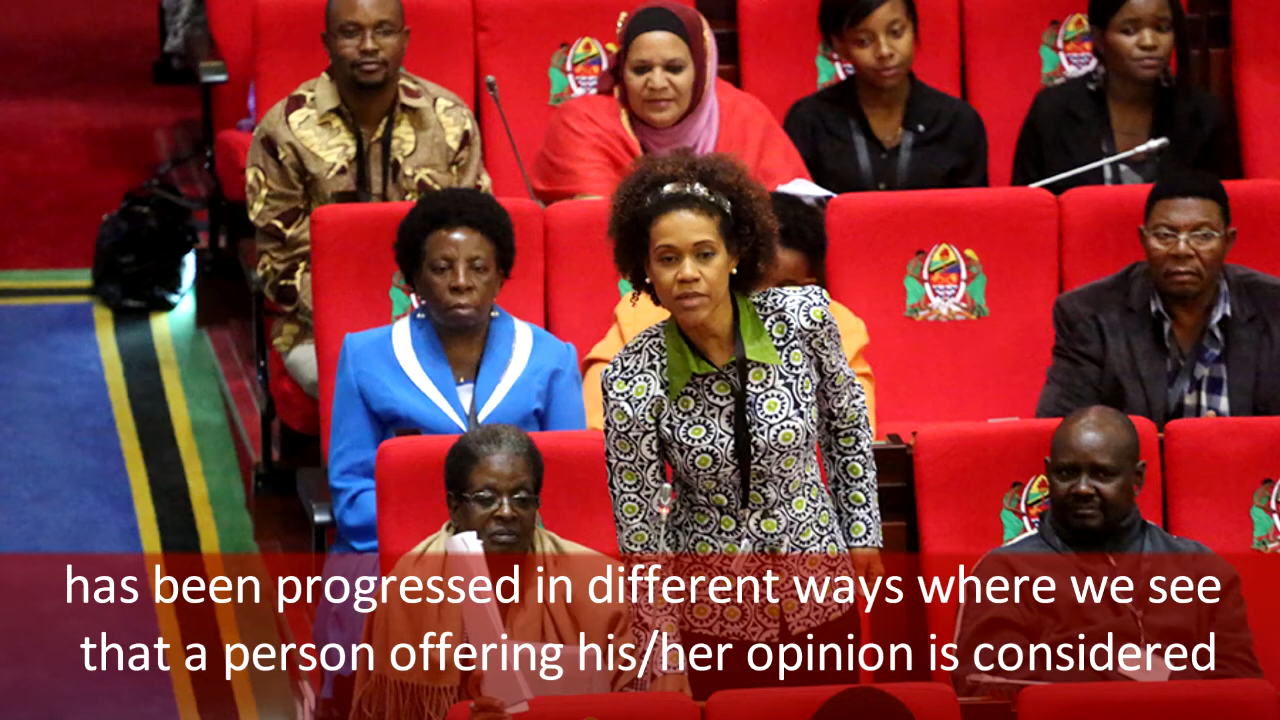 has been progressed in different ways where we see
that a person offering his/her opinion is considered